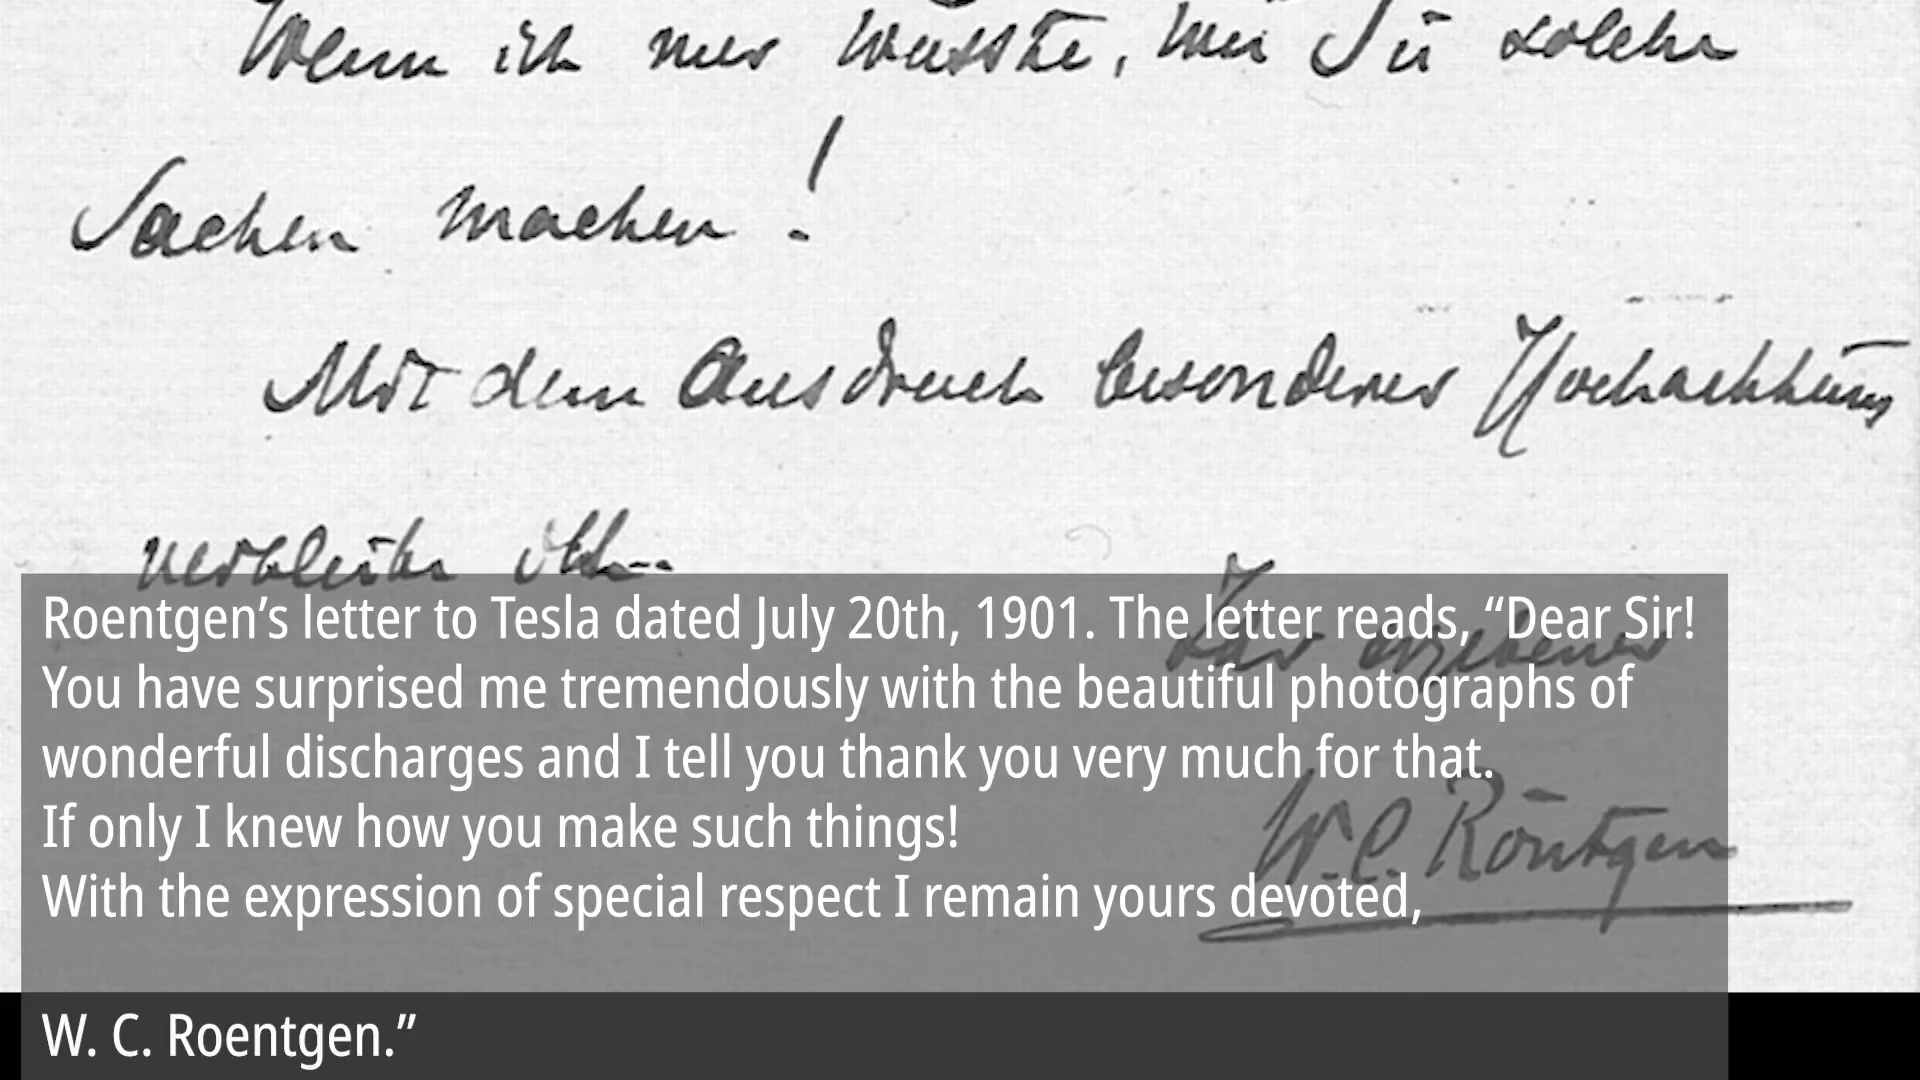 Wenn ich nur wüsste, wie Sie solche
Sachen machen!
Mit dem Ausdruck besonderer Hochachtung
verbleibe
Ihr ergebener
W. C. Röntgen
Roentgen’s letter to Tesla dated July 20th, 1901. The letter reads, “Dear Sir!
You have surprised me tremendously with the beautiful photographs of
wonderful discharges and I tell you thank you very much for that.
If only I knew how you make such things!
With the expression of special respect I remain yours devoted,
W. C. Roentgen.”